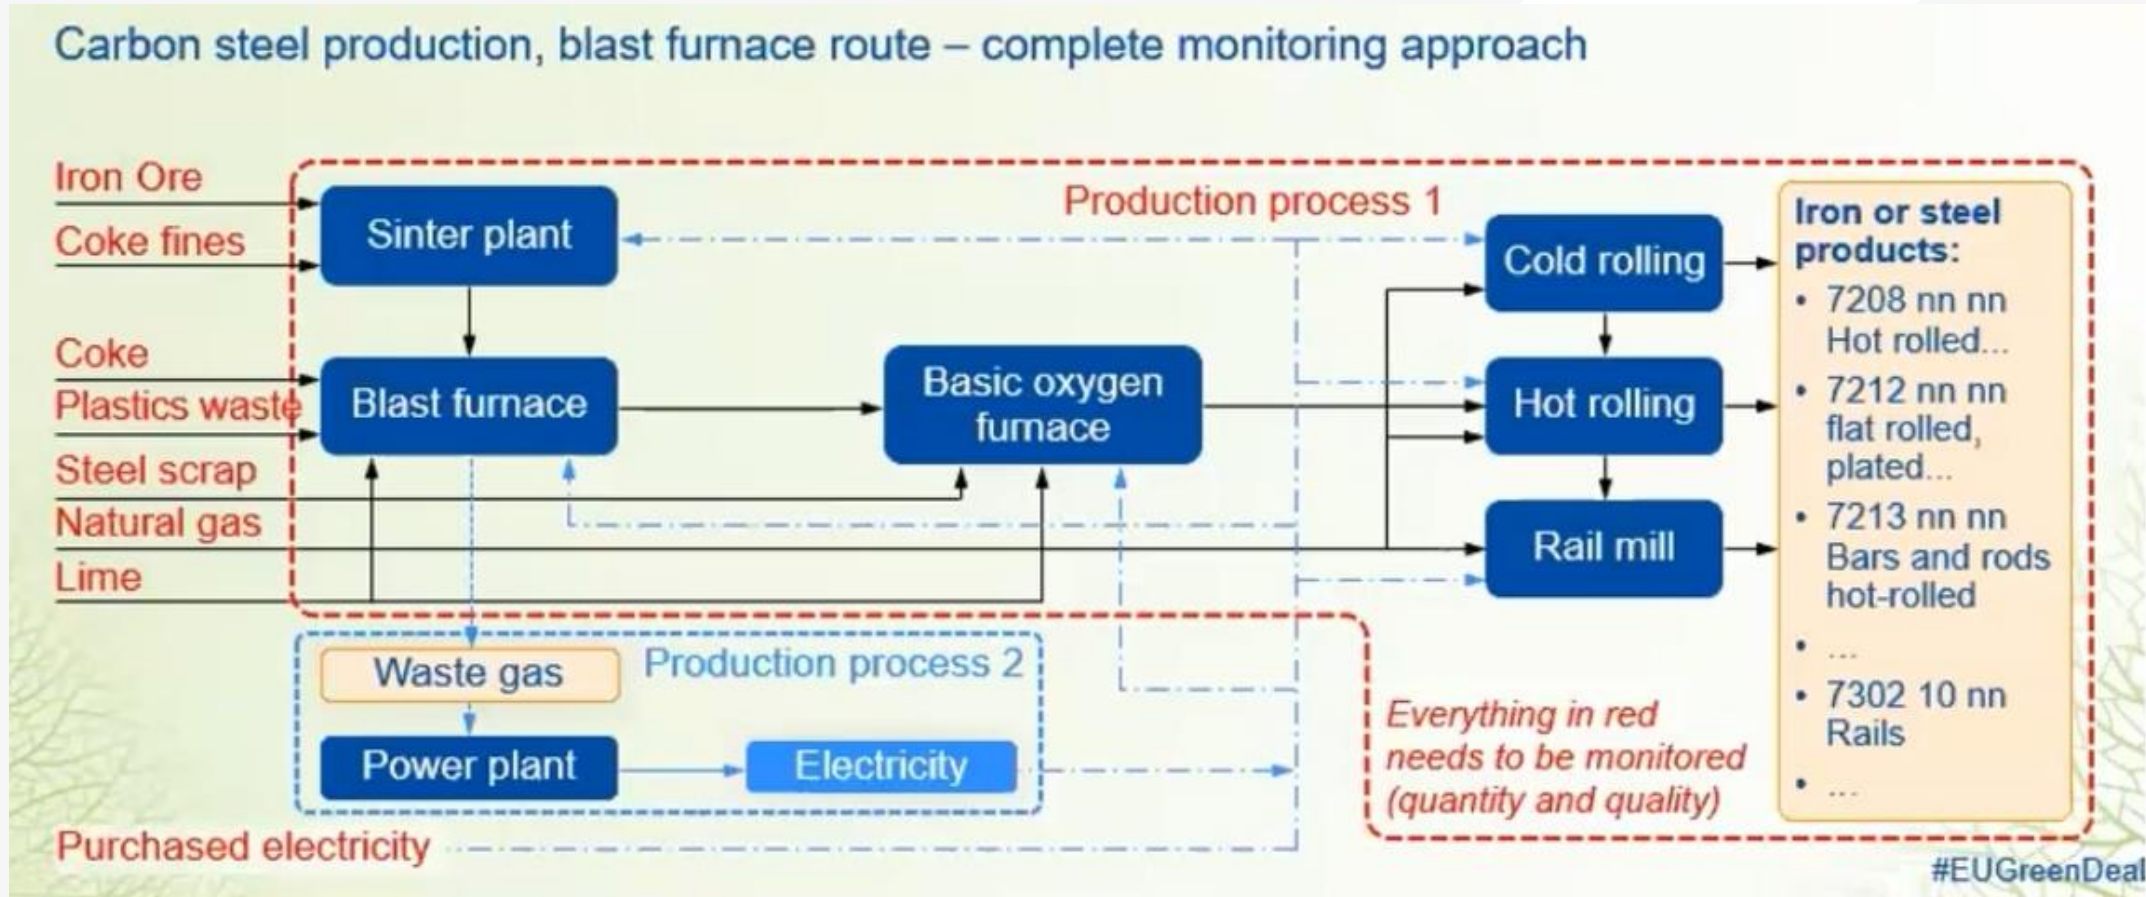 Carbon steel production, blast furnace route – complete monitoring approach
Iron Ore
Coke fines
Coke
Plastics waste
Steel scrap
Natural gas
Lime
Sinter plant
Blast furnace
Production process 1
Basic oxygen
furnace
Cold rolling
Hot rolling
Rail mill
Iron or steel
products:
• 7208 nn nn
Hot rolled...
• 7212 nn nn
flat rolled,
plated...
• 7213 nn nn
Bars and rods
hot-rolled
• ...
• 7302 10 nn
Rails
• ...
Waste gas
Production process 2
Power plant
Electricity
Everything in red
needs to be monitored
(quantity and quality)
Purchased electricity
#EUGreenDeal